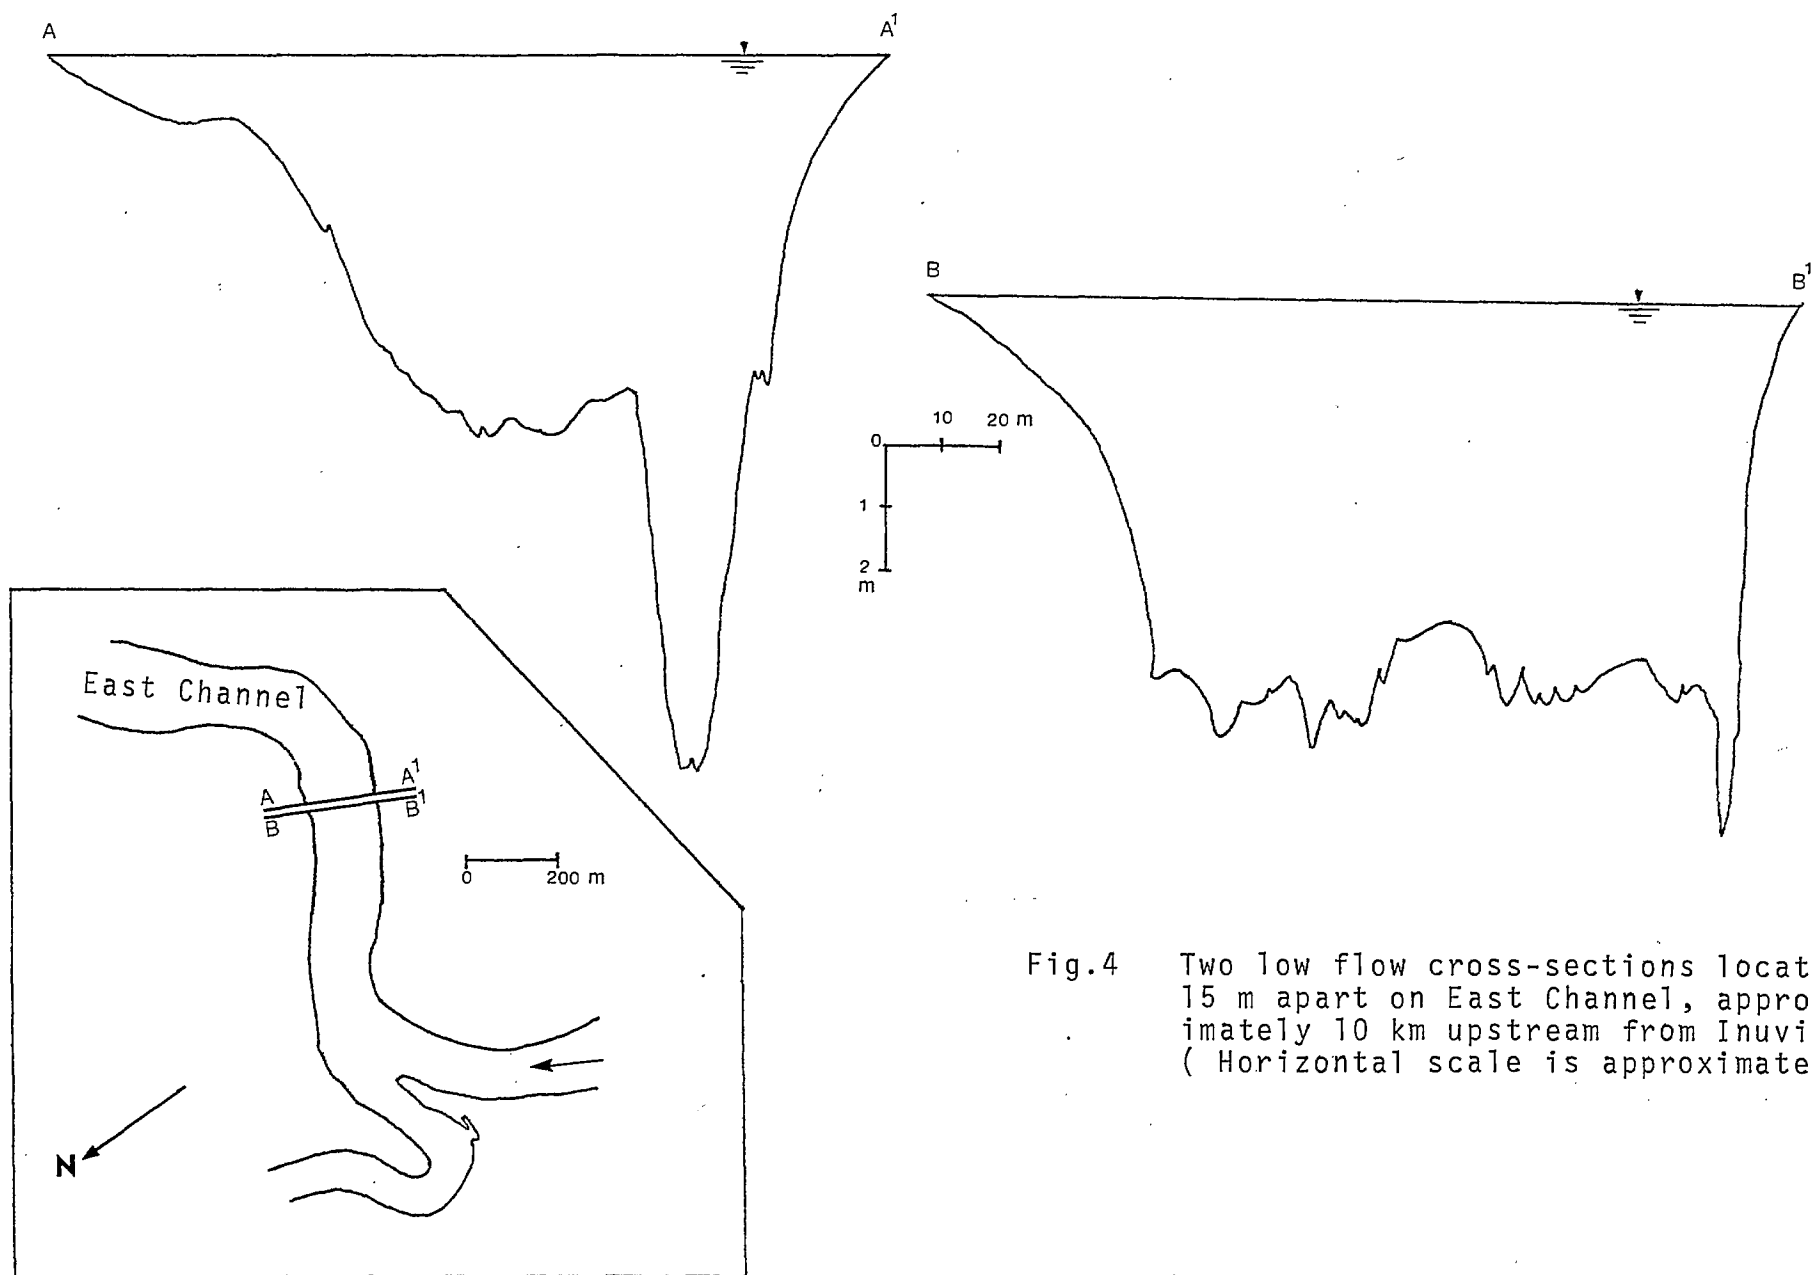 A
A1
B
B1
0
10
20 m
1
2
m
East Channel
A
A1
B
B1
0
200 m
N
Fig.4 Two low flow cross-sections locat
15 m apart on East Channel, appro
imately 10 km upstream from Inuvi
( Horizontal scale is approximate